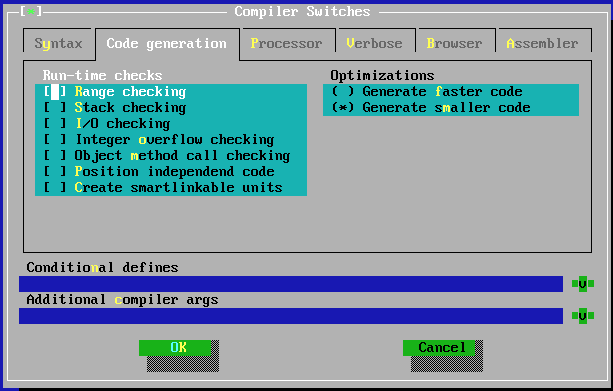 [*] Compiler Switches
Syntax Code generation Processor Verbose Browser Assembler
Run-time checks
[ ] Range checking
[ ] Stack checking
[ ] I/O checking
[ ] Integer overflow checking
[ ] Object method call checking
[ ] Position independend code
[ ] Create smartlinkable units
Optimizations
( ) Generate faster code
(*) Generate smaller code
Conditional defines
Additional compiler args
OK Cancel